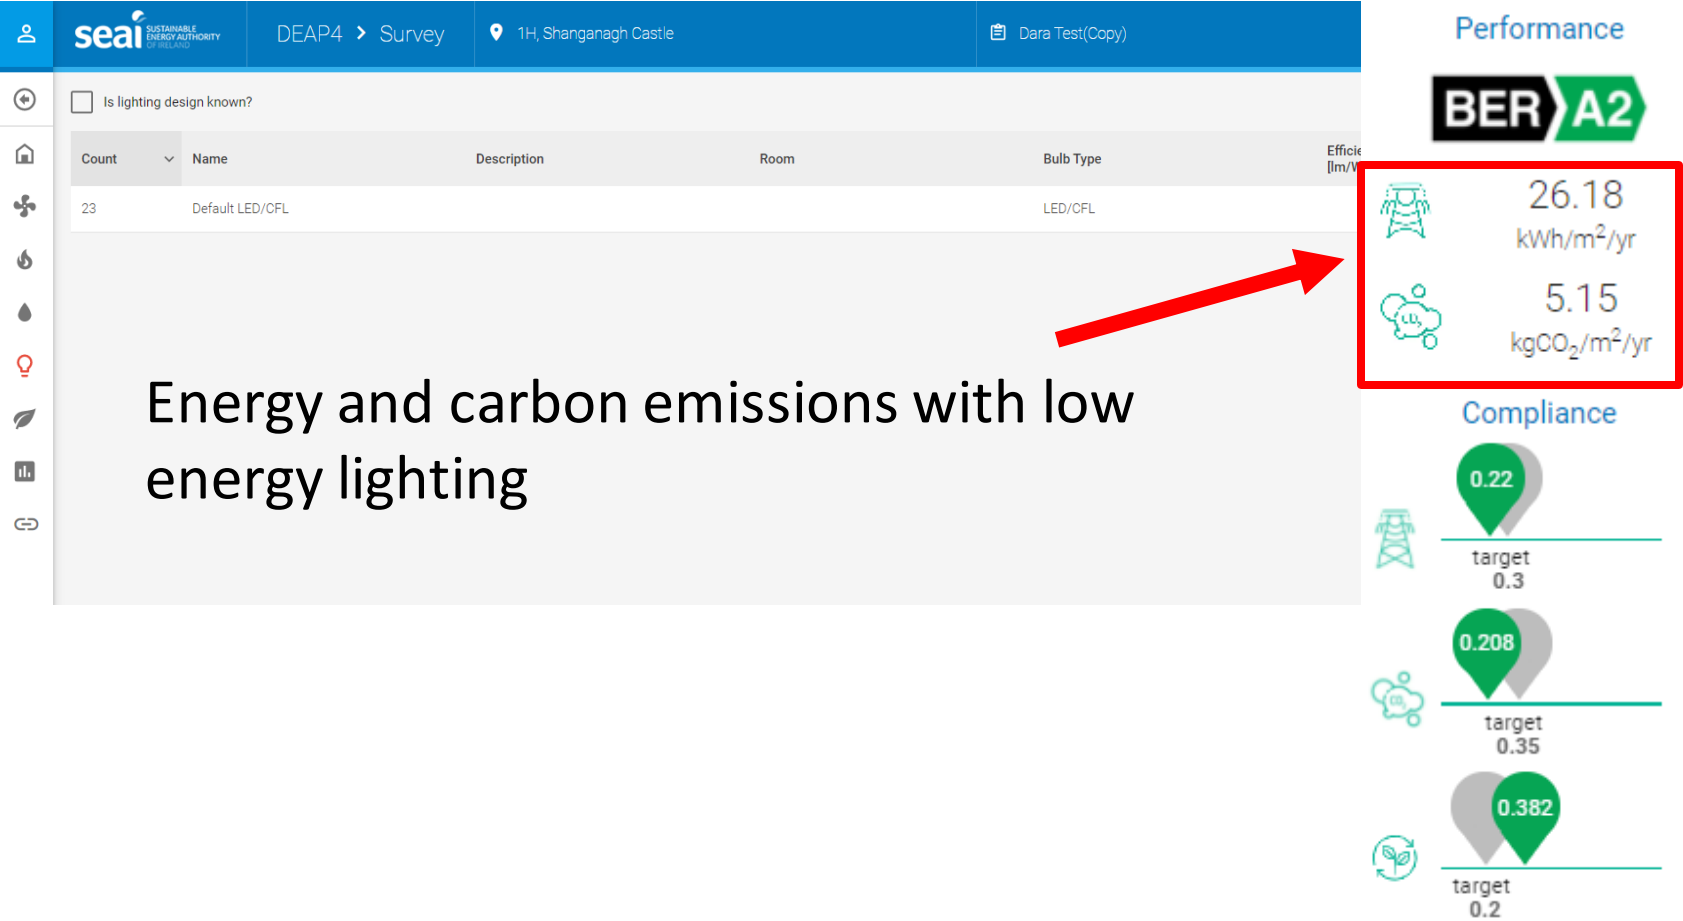 seai SUSTAINABLE
ENERGY AUTHORITY
OF IRELAND
DEAP4 > Survey
1H, Shanganagh Castle
Dara Test(Copy)
Is lighting design known?
Count Name Description Room Bulb Type
[lm/
23 Default LED/CFL LED/CFL
Energy and carbon emissions with low
energy lighting
Performance
BER A2
26.18
kWh/m²/yr
CO₂
5.15
kgCO₂/m²/yr
Compliance
0.22
target
0.3
0.208
CO₂
target
0.35
0.382
target
0.2